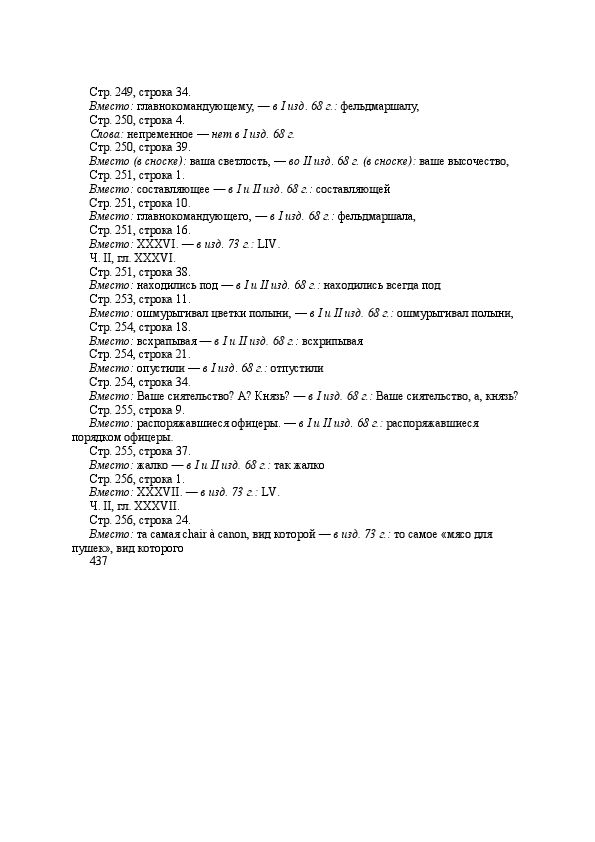 Стр. 249, строка 34.
Вместо: главнокомандующему, — в I изд. 68 г.: фельдмаршалу,
Стр. 250, строка 4.
Слова: непременное — нет в I изд. 68 г.
Стр. 250, строка 39.
Вместо (в сноске): ваша светлость, — во II изд. 68 г. (в сноске): ваше высочество,
Стр. 251, строка 1.
Вместо: составляющее — в I и II изд. 68 г.: составляющей
Стр. 251, строка 10.
Вместо: главнокомандующего, — в I изд. 68 г.: фельдмаршала,
Стр. 251, строка 16.
Вместо: XXXVI. — в изд. 73 г.: LIV.
Ч. II, гл. XXXVI.
Стр. 251, строка 38.
Вместо: находились под — в I и II изд. 68 г.: находились всегда под
Стр. 253, строка 11.
Вместо: ошмурыгивал цветки полыни, — в I и II изд. 68 г.: ошмурыгивал полыни,
Стр. 254, строка 18.
Вместо: всхрапывая — в I и II изд. 68 г.: всхрипывая
Стр. 254, строка 21.
Вместо: опустили — в I изд. 68 г.: отпустили
Стр. 254, строка 34.
Вместо: Ваше сиятельство? А? Князь? — в I изд. 68 г.: Ваше сиятельство, а, князь?
Стр. 255, строка 9.
Вместо: распоряжавшиеся офицеры. — в I и II изд. 68 г.: распоряжавшиеся
порядком офицеры.
Стр. 255, строка 37.
Вместо: жалко — в I и II изд. 68 г.: так жалко
Стр. 256, строка 1.
Вместо: XXXVII. — в изд. 73 г.: LV.
Ч. II, гл. XXXVII.
Стр. 256, строка 24.
Вместо: та самая chair à canon, вид которой — в изд. 73 г.: то самое «мясо для
пушек», вид которого
437